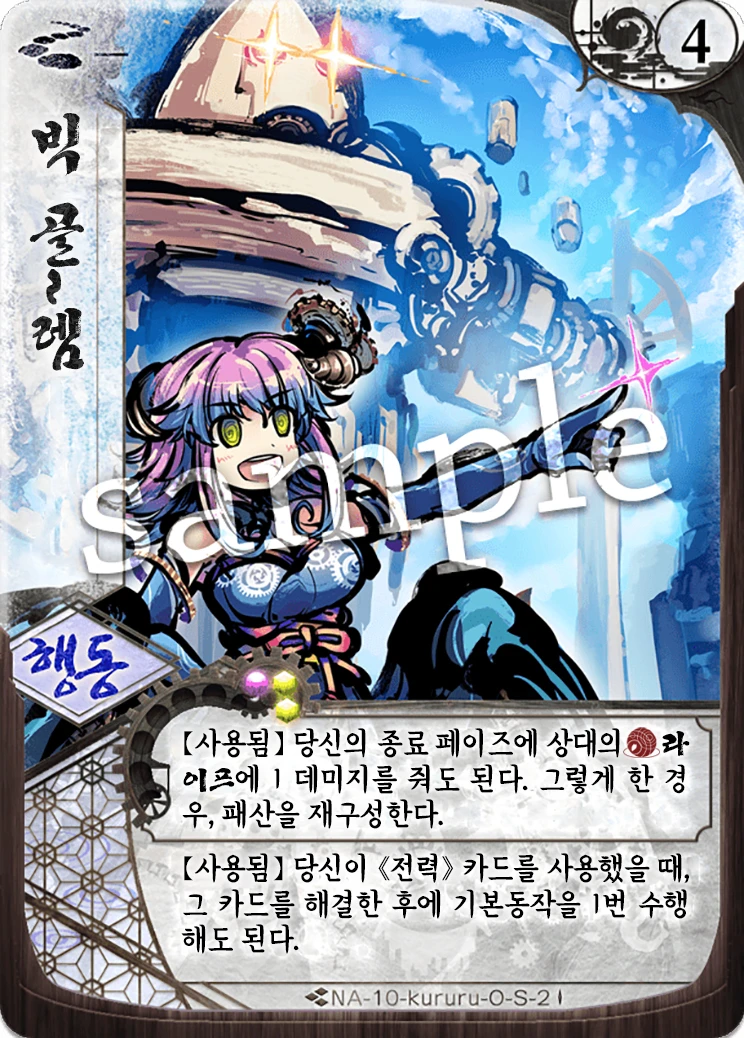 4
빅 골렘
sample
행동
【사용됨】 당신의 종료 페이즈에 상대의 라
이프에 1 데미지를 줘도 된다. 그렇게 한 경
우, 패산을 재구성한다.
【사용됨】 당신이 《전력》 카드를 사용했을 때,
그 카드를 해결한 후에 기본동작을 1번 수행
해도 된다.
NA-10-kururu-O-S-2